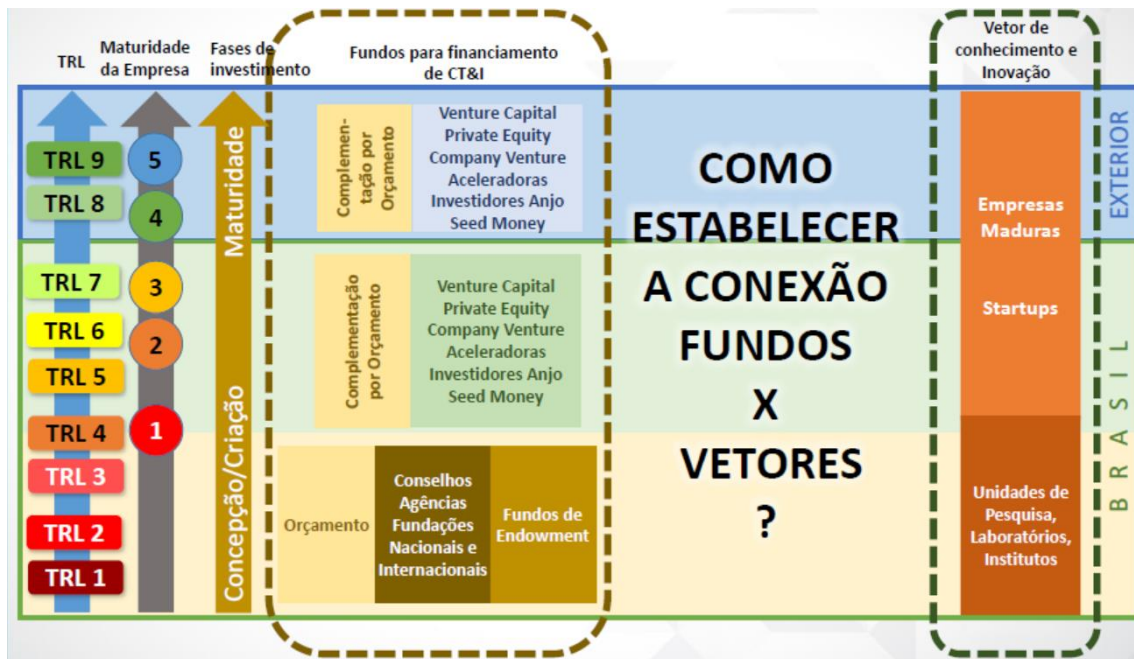 TRL
Maturidade
da Empresa
Fases de
investimento
Fundos para financiamento
de CT&I
Vetor de
conhecimento e
Inovação
TRL 9
TRL 8
TRL 7
TRL 6
TRL 5
TRL 4
TRL 3
TRL 2
TRL 1
5
4
3
2
1
Maturidade
Concepção/Criação
Complemen-
tação por
Orçamento
Venture Capital
Private Equity
Company Venture
Aceleradoras
Investidores Anjo
Seed Money
Complementação
por Orçamento
Venture Capital
Private Equity
Company Venture
Aceleradoras
Investidores Anjo
Seed Money
Orçamento
Conselhos
Agências
Fundações
Nacionais e
Internacionais
Fundos de
Endowment
COMO
ESTABELECER
A CONEXÃO
FUNDOS
X
VETORES
?
Empresas
Maduras
Startups
Unidades de
Pesquisa,
Laboratórios,
Institutos
EXTERIOR
BRASIL